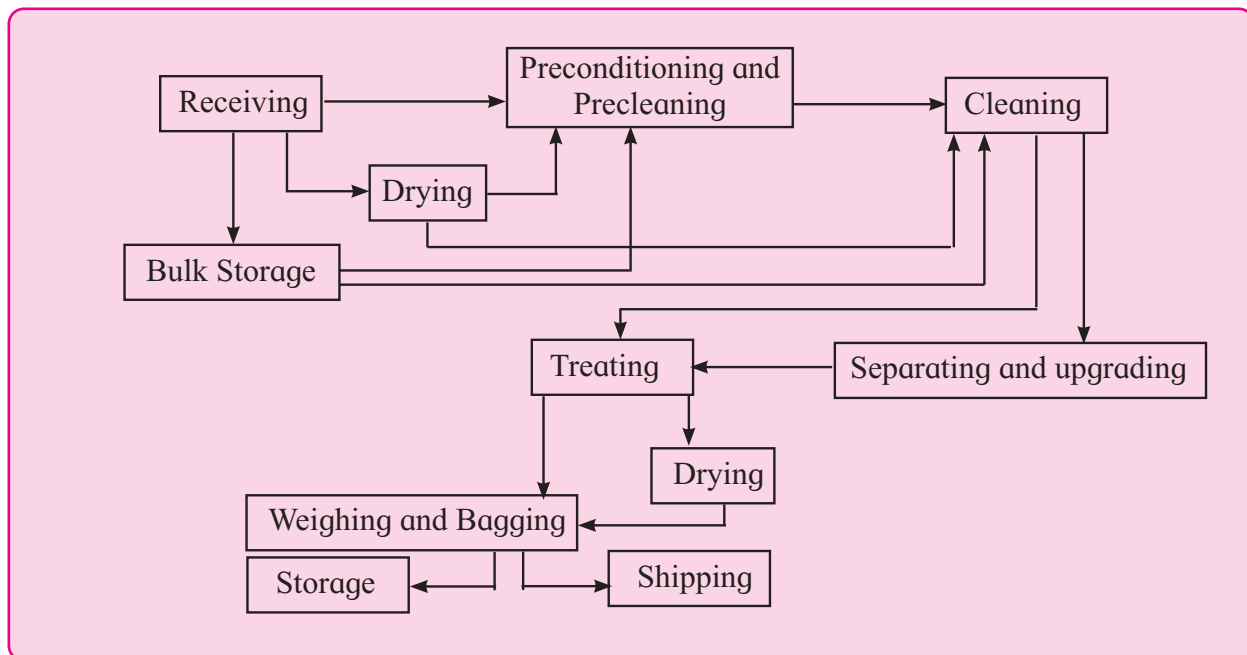 Preconditioning and
Precleaning
Receiving
Cleaning
Drying
Bulk Storage
Treating
Separating and upgrading
Drying
Weighing and Bagging
Storage
Shipping